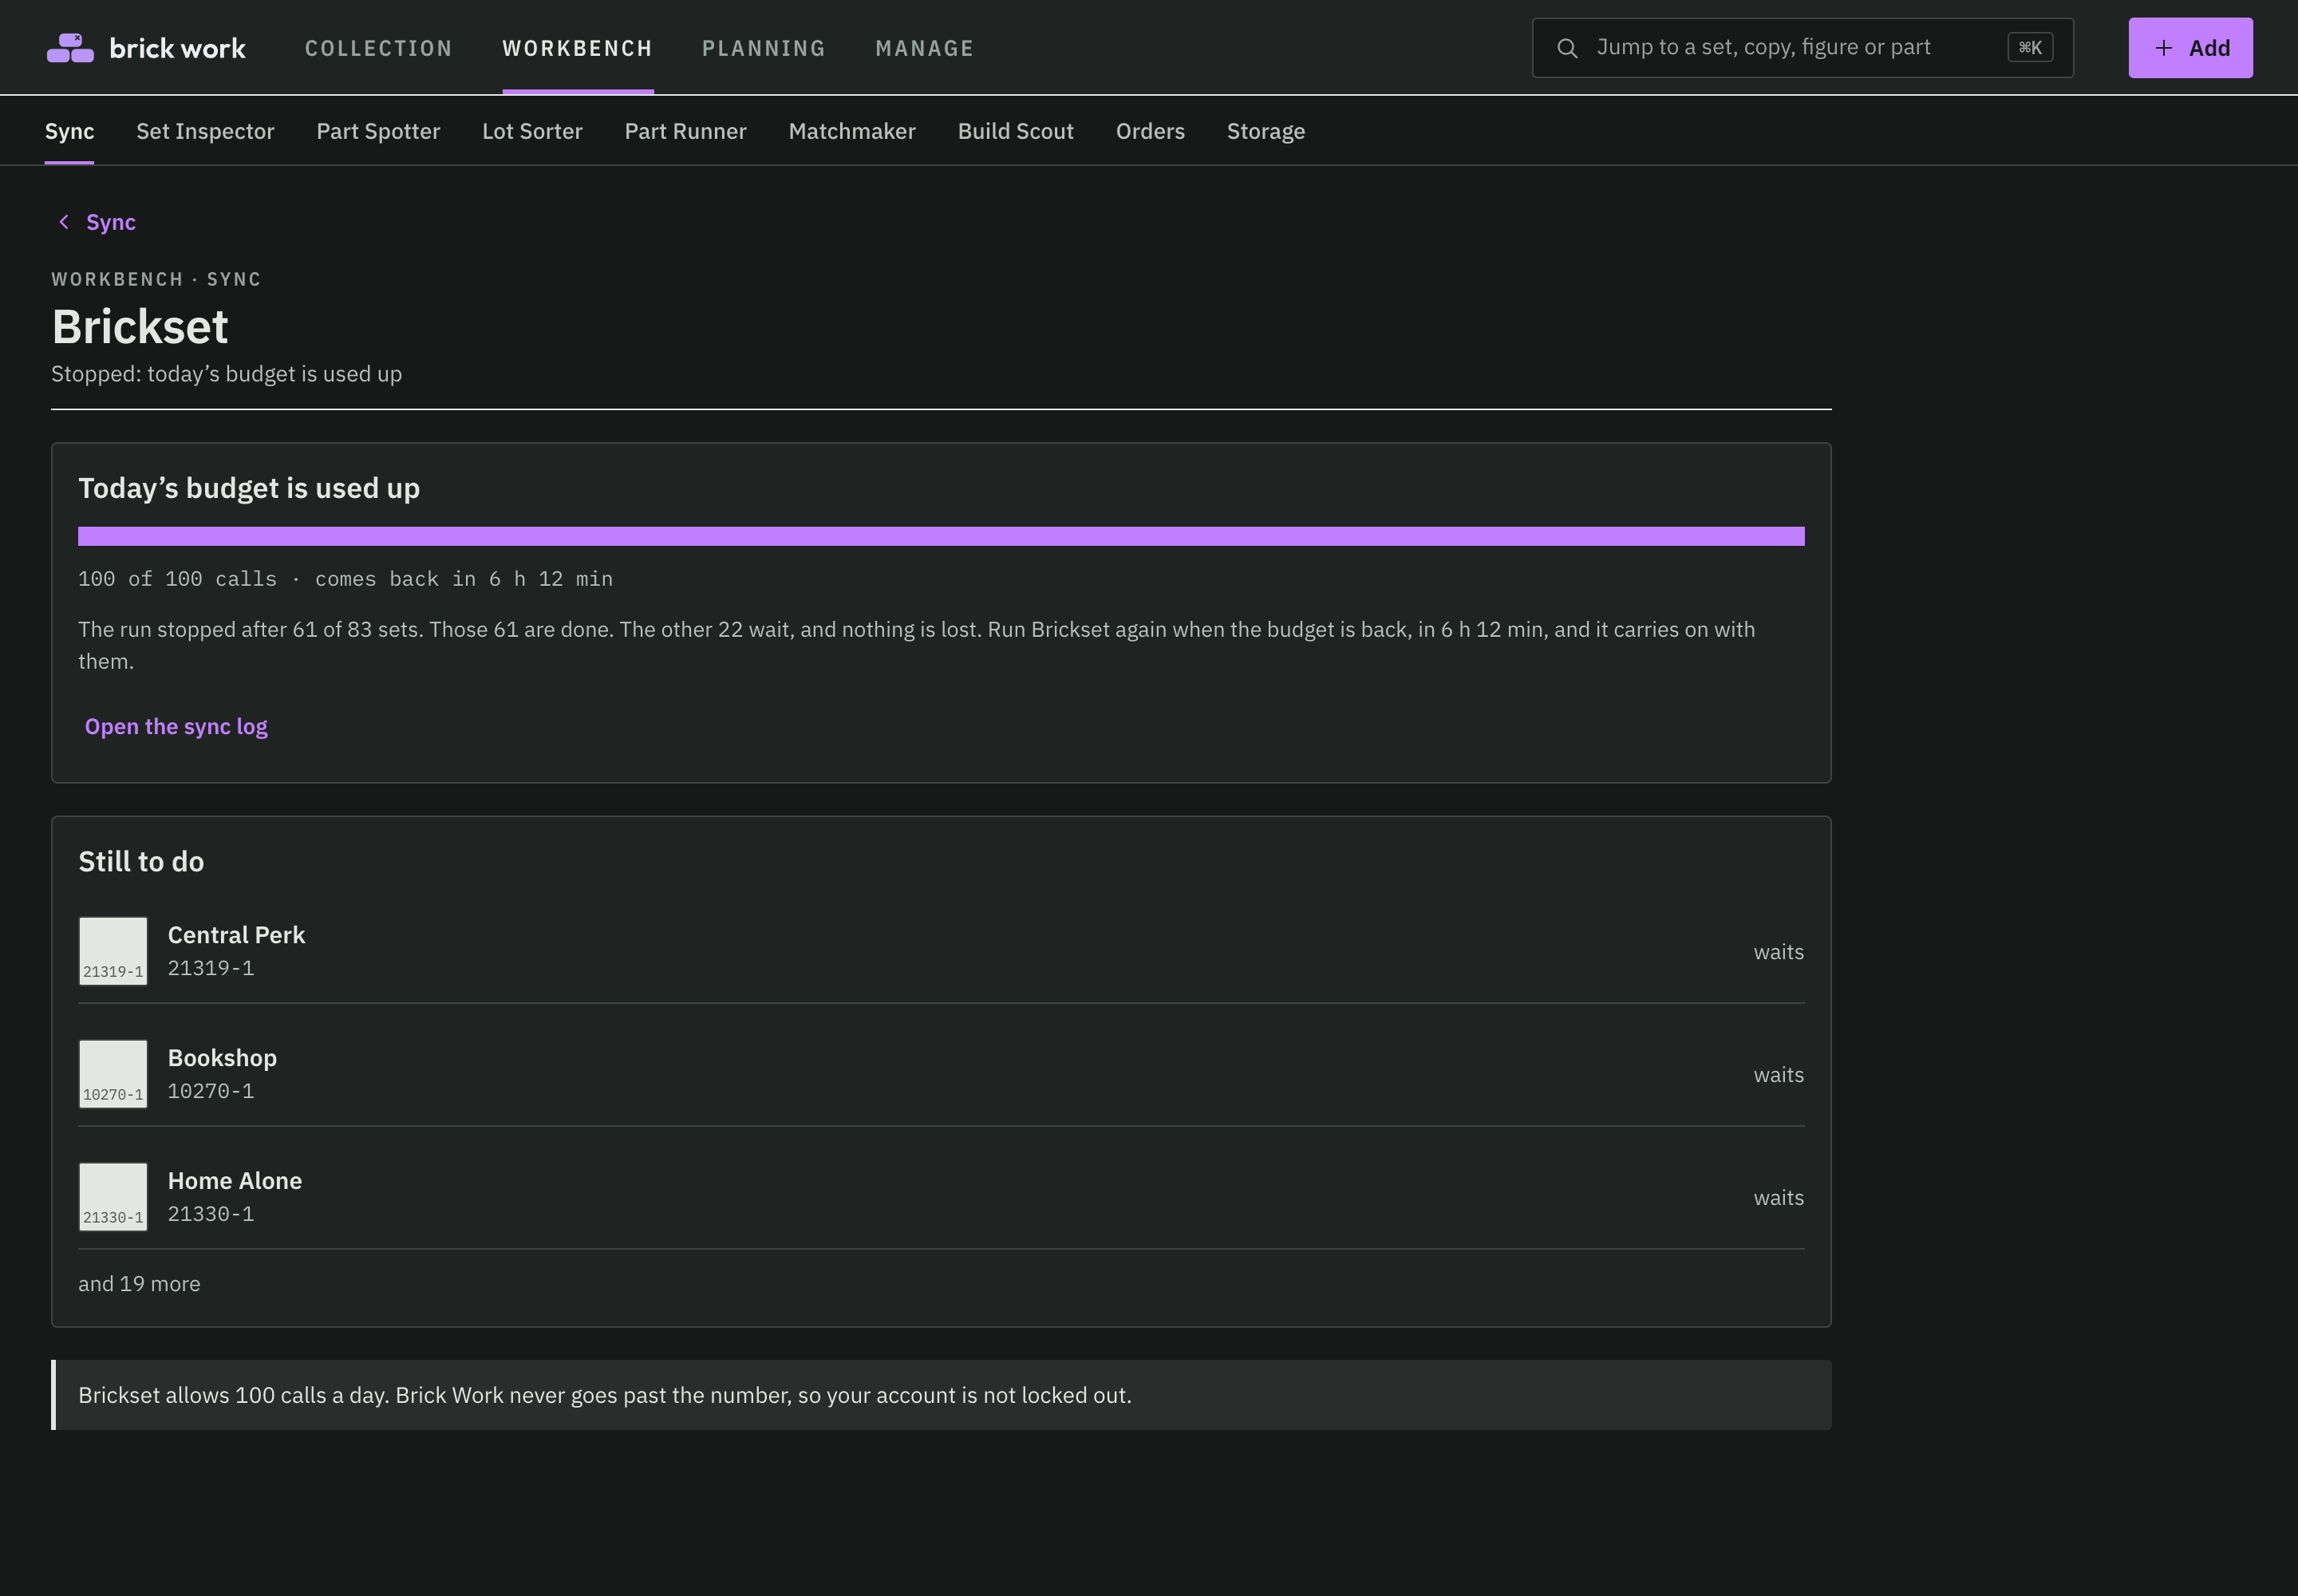 brick work
COLLECTION
WORKBENCH
PLANNING
MANAGE
Jump to a set, copy, figure or part
⌘K
+ Add
Sync
Set Inspector
Part Spotter
Lot Sorter
Part Runner
Matchmaker
Build Scout
Orders
Storage
Sync
WORKBENCH · SYNC
Brickset
Stopped: today’s budget is used up
Today’s budget is used up
100 of 100 calls · comes back in 6 h 12 min
The run stopped after 61 of 83 sets. Those 61 are done. The other 22 wait, and nothing is lost. Run Brickset again when the budget is back, in 6 h 12 min, and it carries on with
them.
Open the sync log
Still to do
21319-1
Central Perk
21319-1
waits
10270-1
Bookshop
10270-1
waits
21330-1
Home Alone
21330-1
waits
and 19 more
Brickset allows 100 calls a day. Brick Work never goes past the number, so your account is not locked out.